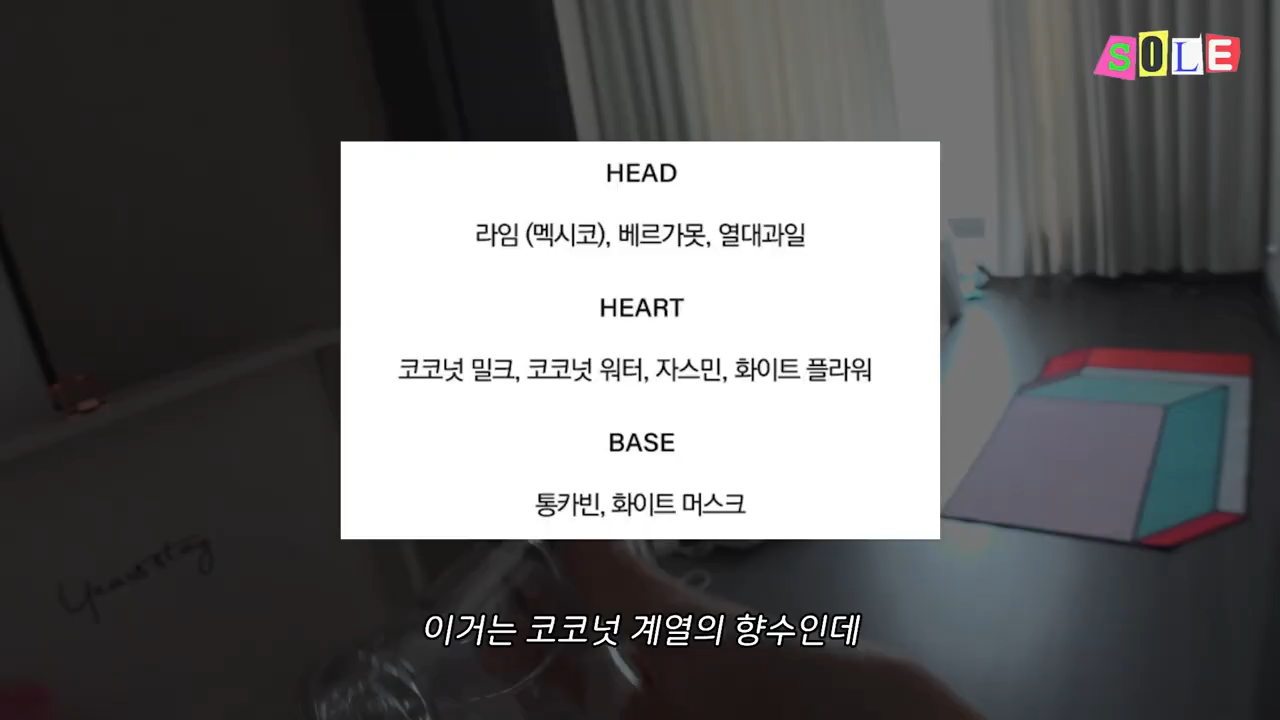 SOLE
HEAD
라임 (멕시코), 베르가못, 열대과일
HEART
코코넛 밀크, 코코넛 워터, 자스민, 화이트 플라워
BASE
통카빈, 화이트 머스크
이거는 코코넛 계열의 향수인데